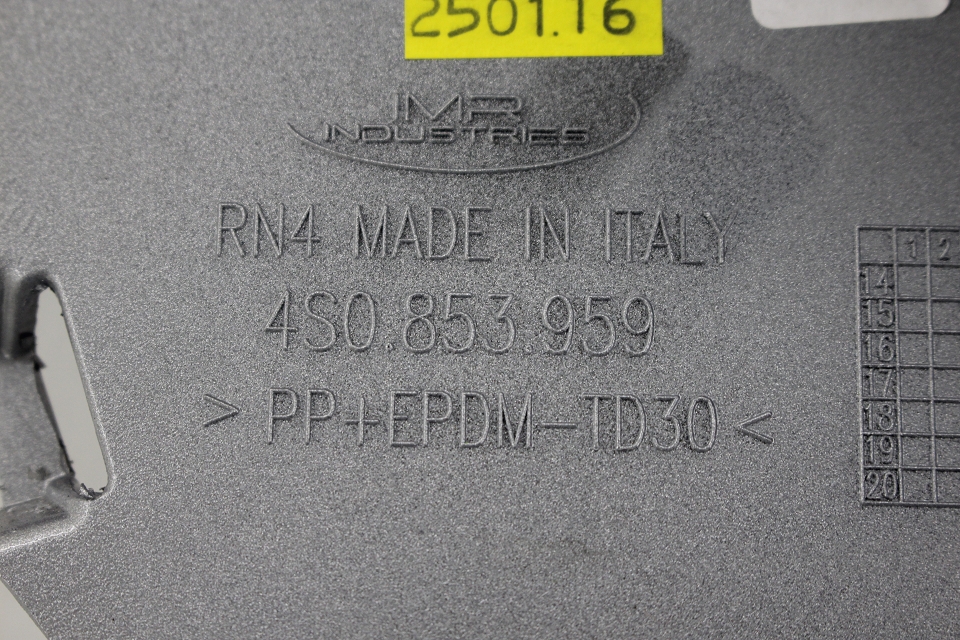 2501.16
IMR
INDUSTRIES
RN4 MADE IN ITALY
4S0.853.959
> PP+EPDM-TD30 <
1 2
14
15
16
17
18
19
20